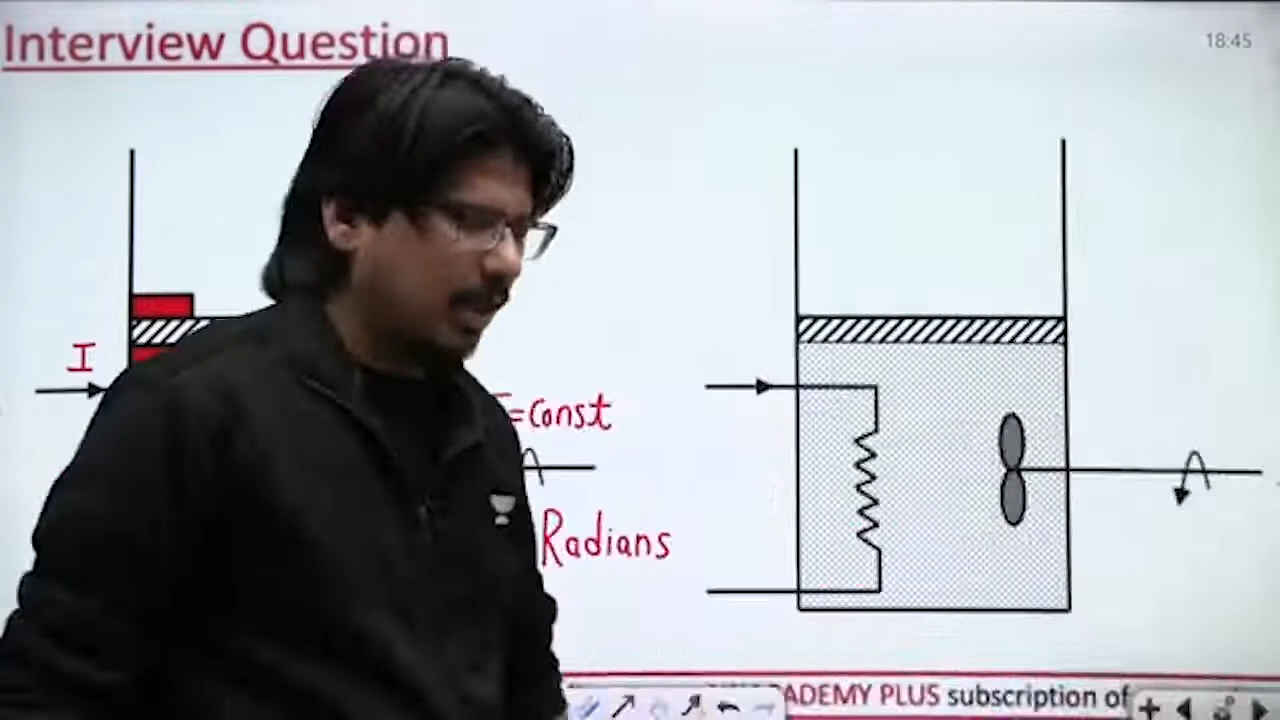 Interview Question
18:45
I
=Const
Radians
ADEMY PLUS subscription of